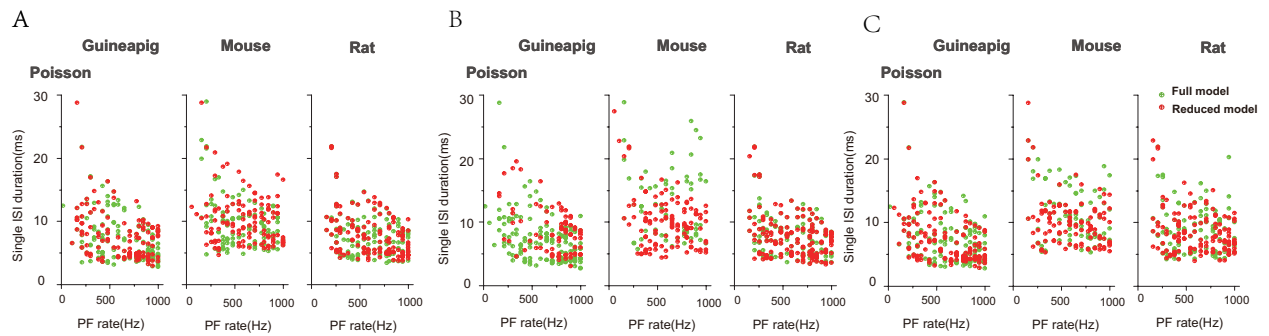 A
B
C
Guineapig Mouse Rat
Guineapig Mouse Rat
Guineapig Mouse Rat
Poisson
Poisson
Poisson
Full model
Reduced model
30
20
10
0
Single ISI duration(ms)
0 500 1000
500 1000
500 1000
PF rate(Hz) PF rate(Hz) PF rate(Hz)
30
20
10
0
Single ISI duration(ms)
0 500 1000
500 1000
500 1000
PF rate(Hz) PF rate(Hz) PF rate(Hz)
30
20
10
0
Single ISI duration(ms)
0 500 1000
500 1000
500 1000
PF rate(Hz) PF rate(Hz) PF rate(Hz)